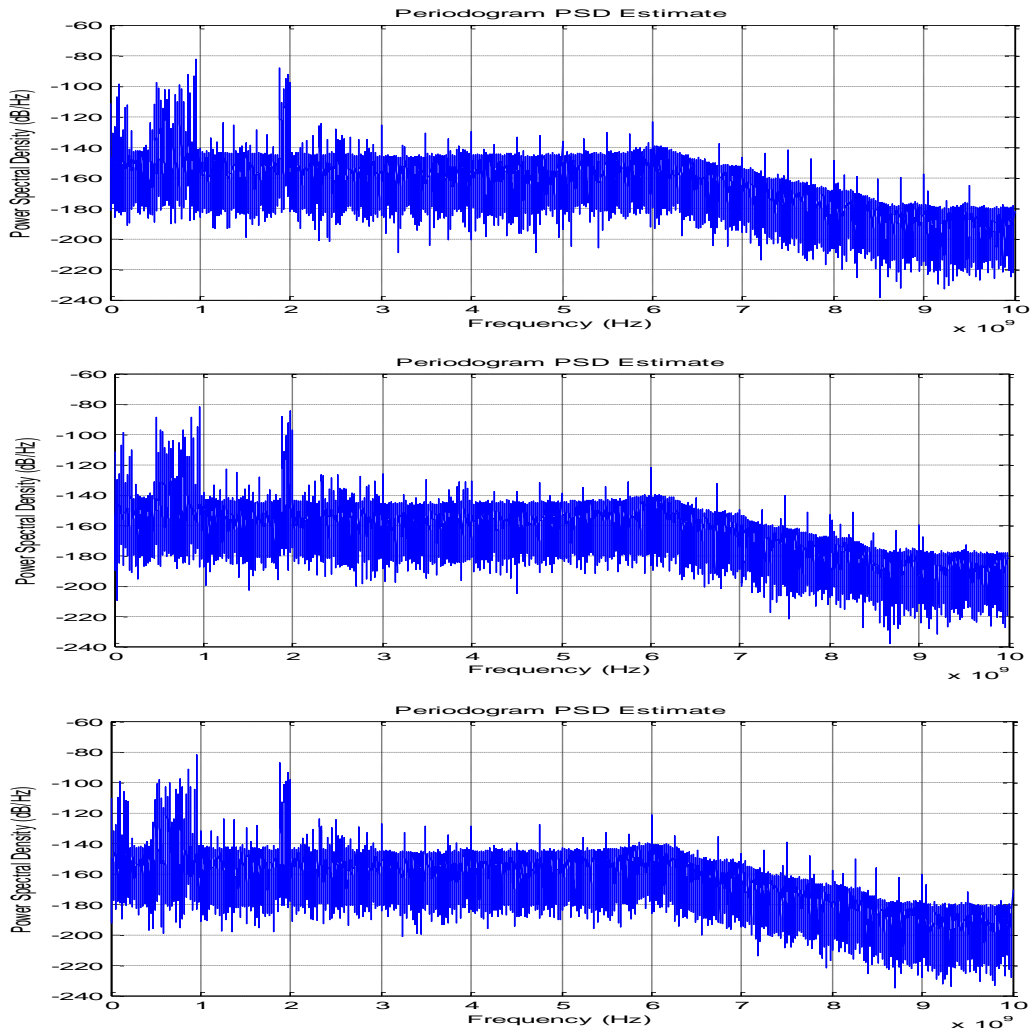 Periodogram PSD Estimate
Power Spectral Density (dB/Hz)
-60
-80
-100
-120
-140
-160
-180
-200
-220
-240
0 1 2 3 4 5 6 7 8 9 10
Frequency (Hz)
x 10^9
Periodogram PSD Estimate
Power Spectral Density (dB/Hz)
-60
-80
-100
-120
-140
-160
-180
-200
-220
-240
0 1 2 3 4 5 6 7 8 9 10
Frequency (Hz)
x 10^9
Periodogram PSD Estimate
Power Spectral Density (dB/Hz)
-60
-80
-100
-120
-140
-160
-180
-200
-220
-240
0 1 2 3 4 5 6 7 8 9 10
Frequency (Hz)
x 10^9